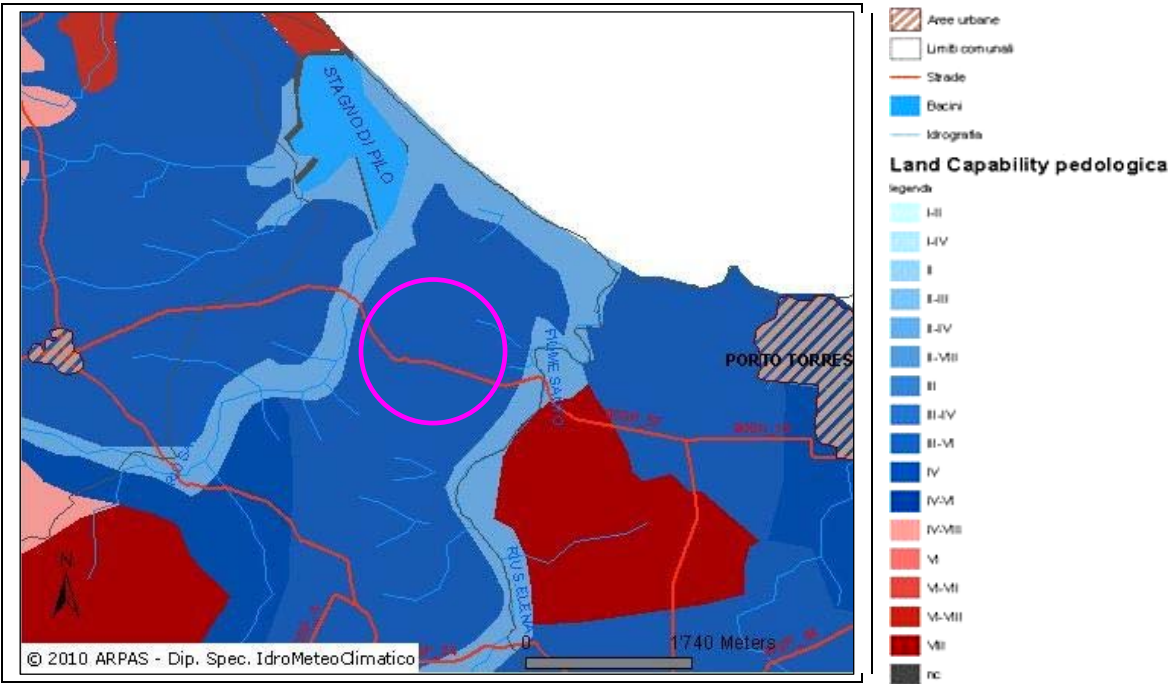 STAGNO DI PILO
PORTO TORRES
FIUME SANTO
RIU S.ELENA
N
0 1'740 Meters
© 2010 ARPAS - Dip. Spec. IdroMeteoClimatico
Aree urbane
Limiti comunali
Strade
Bacini
Idrografia
Land Capability pedologica
legenda
I-II
I-IV
II
II-III
II-IV
II-VIII
III
III-IV
III-VI
IV
IV-VI
IV-VIII
VI
VI-VII
VI-VIII
VIII
nc